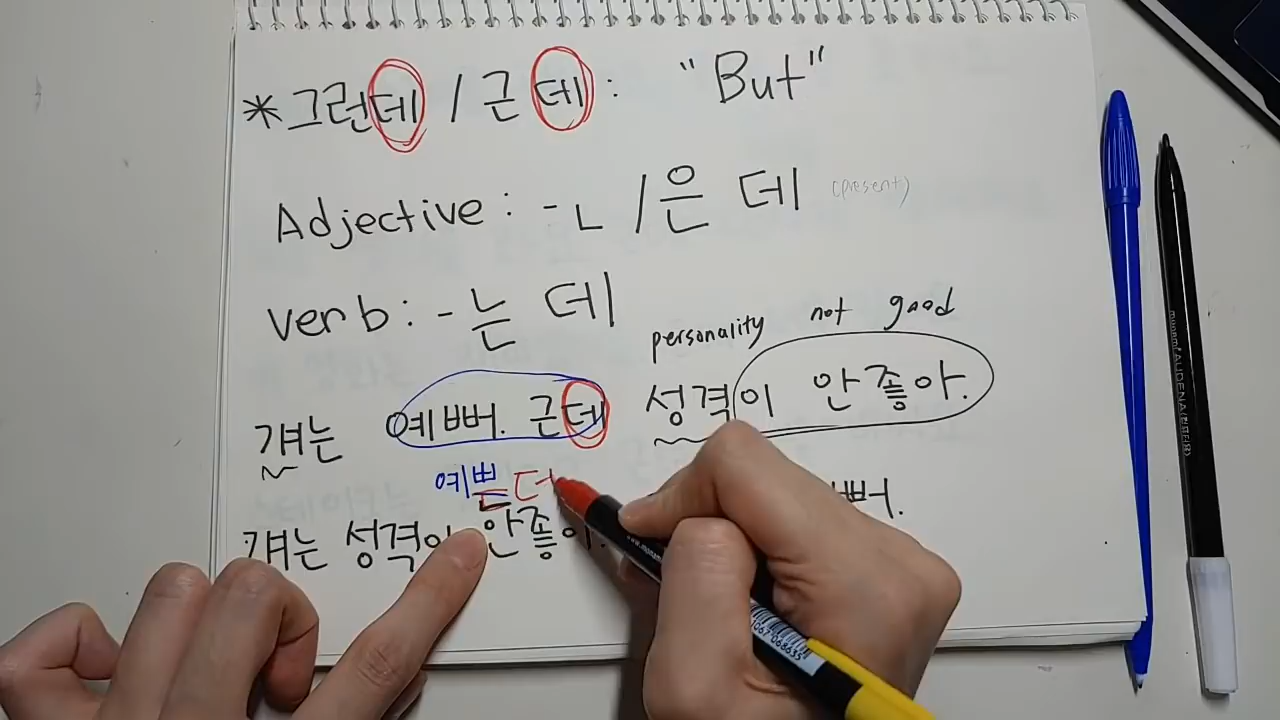 *그런데 / 근데 : "But"
Adjective : -ㄴ /은 데 (present)
verb : -는 데
personality not good
걔는 예뻐. 근데 성격이 안좋아.
예쁜데
걔는 성격이 안좋아. 뻐.